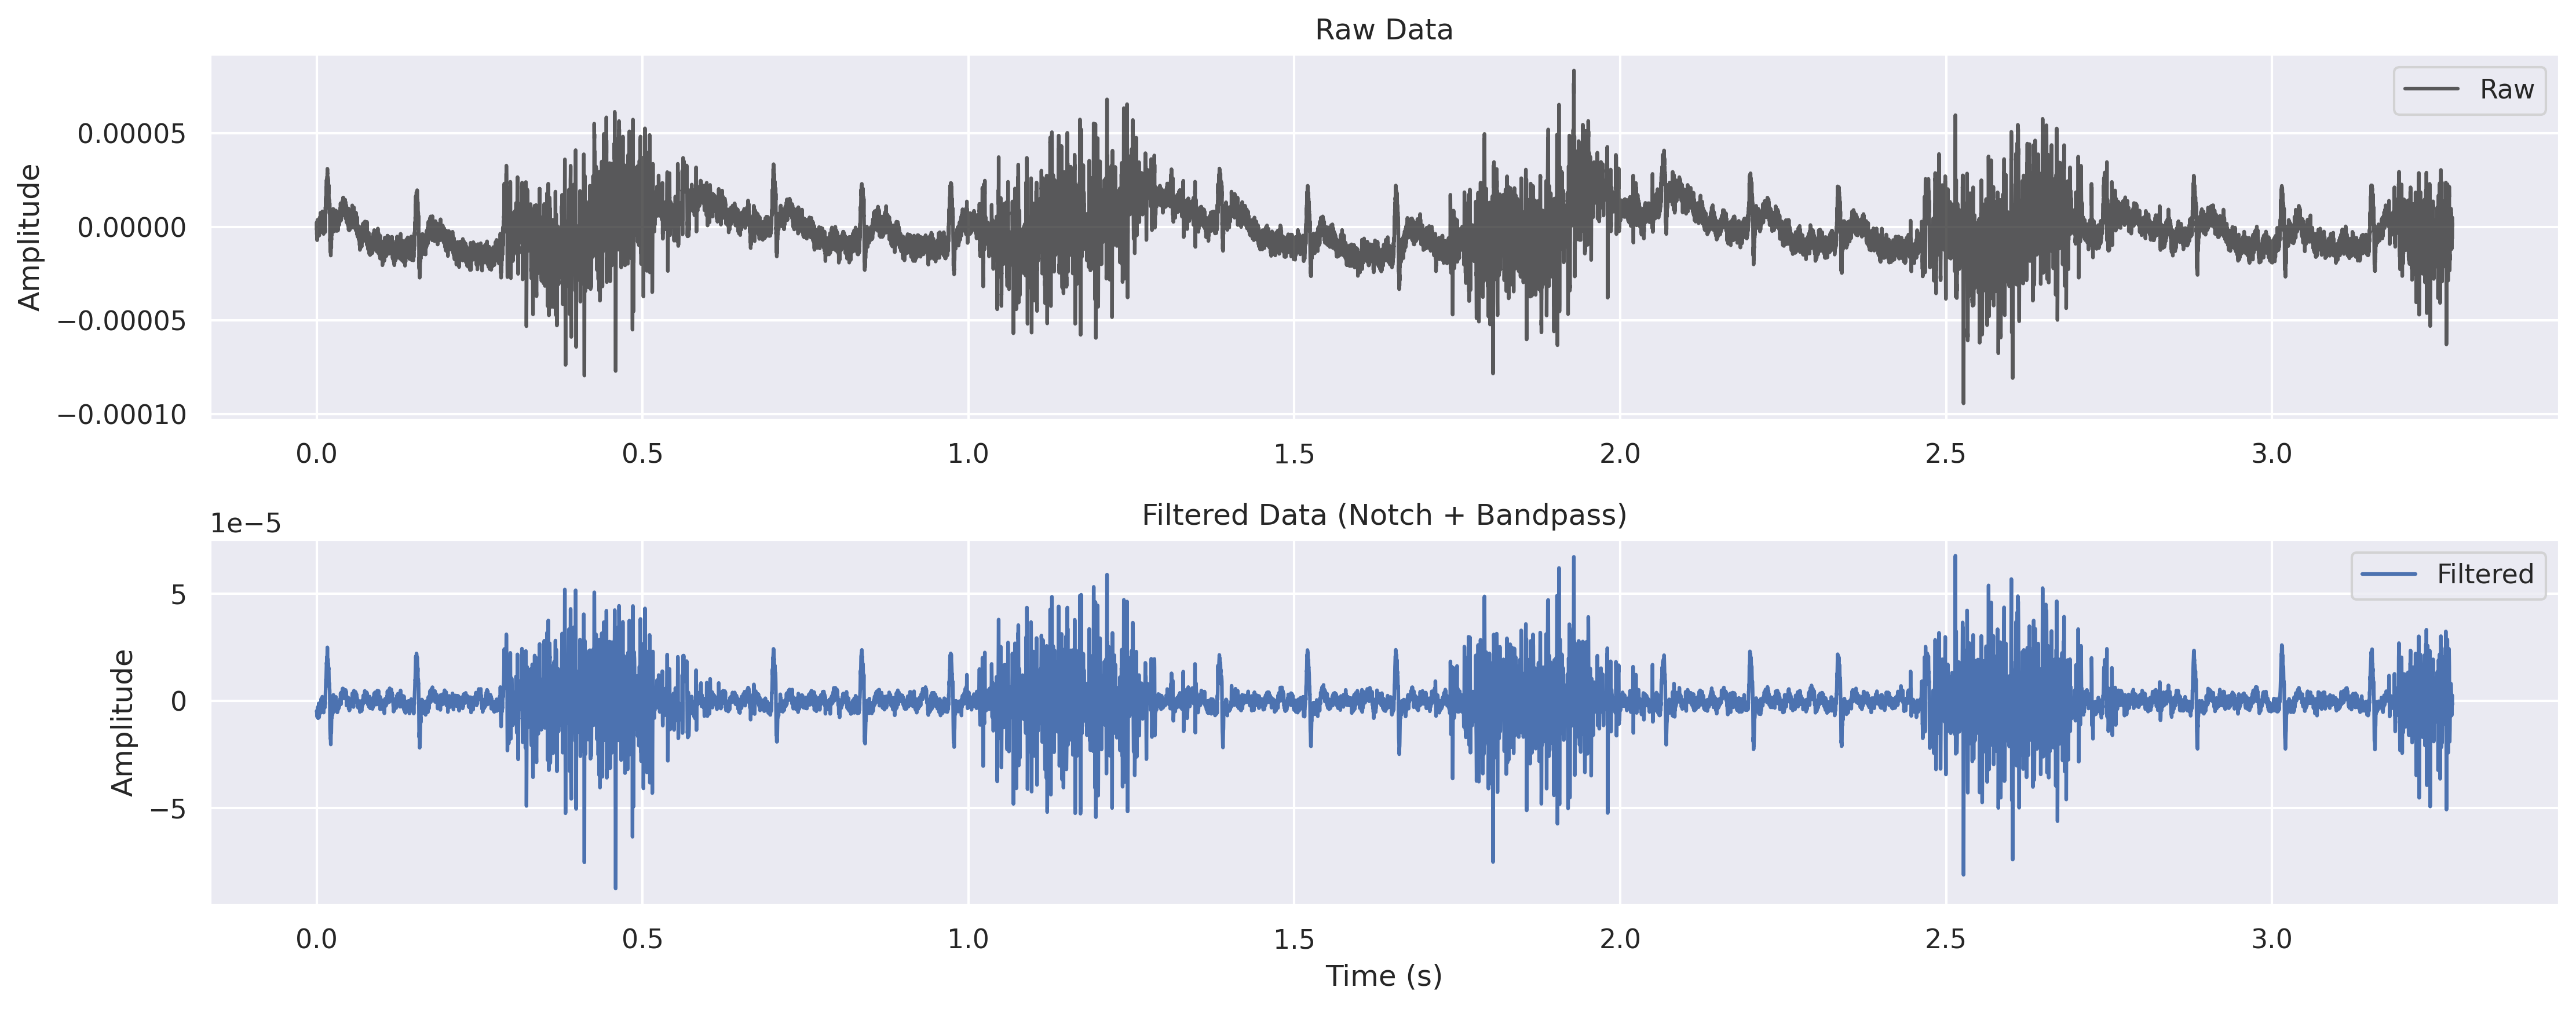 Raw Data
Raw
Amplitude
0.00005
0.00000
−0.00005
−0.00010
0.0 0.5 1.0 1.5 2.0 2.5 3.0
Filtered Data (Notch + Bandpass)
1e−5
Filtered
Amplitude
5
0
−5
0.0 0.5 1.0 1.5 2.0 2.5 3.0
Time (s)